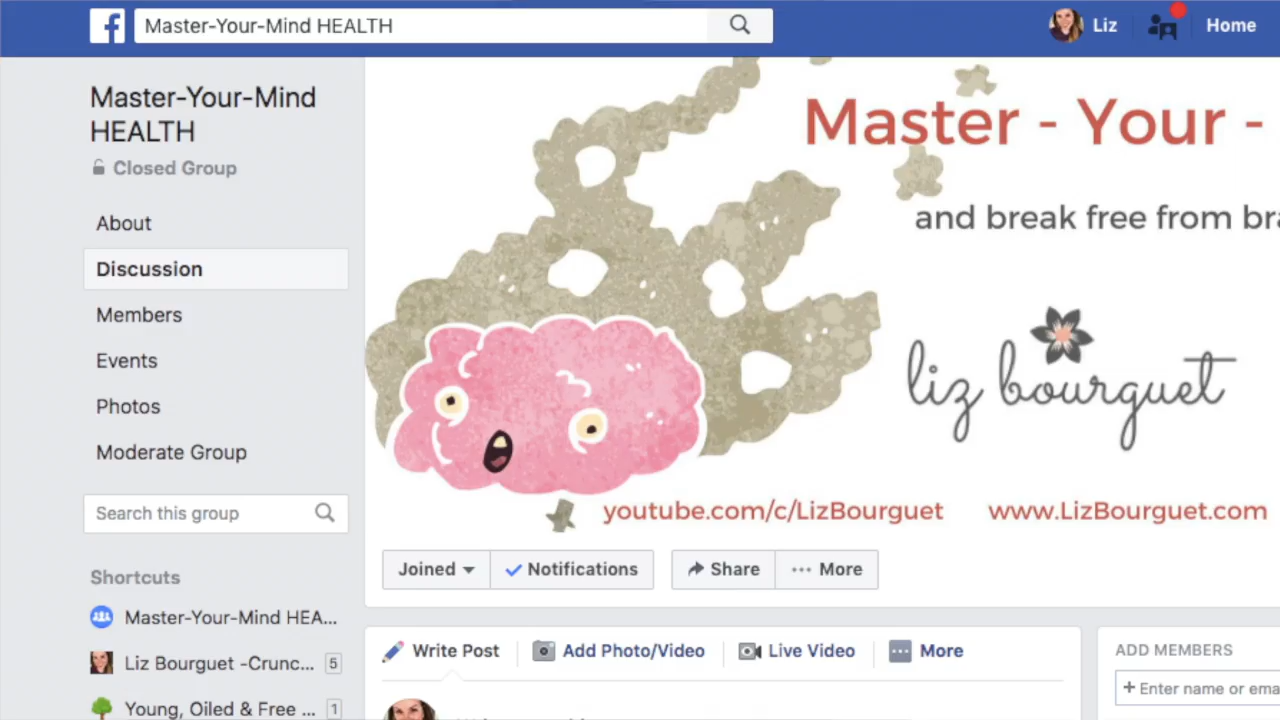 Master-Your-Mind HEALTH
Liz
Home
Master-Your-Mind
HEALTH
Closed Group
About
Discussion
Members
Events
Photos
Moderate Group
Search this group
Shortcuts
Master-Your-Mind HEA...
Liz Bourguet -Crunc... 5
Young, Oiled & Free ... 1
Master - Your -
and break free from bra
liz bourguet
youtube.com/c/LizBourguet www.LizBourguet.com
Joined Notifications Share ••• More
Write Post Add Photo/Video Live Video More
ADD MEMBERS
+ Enter name or ema